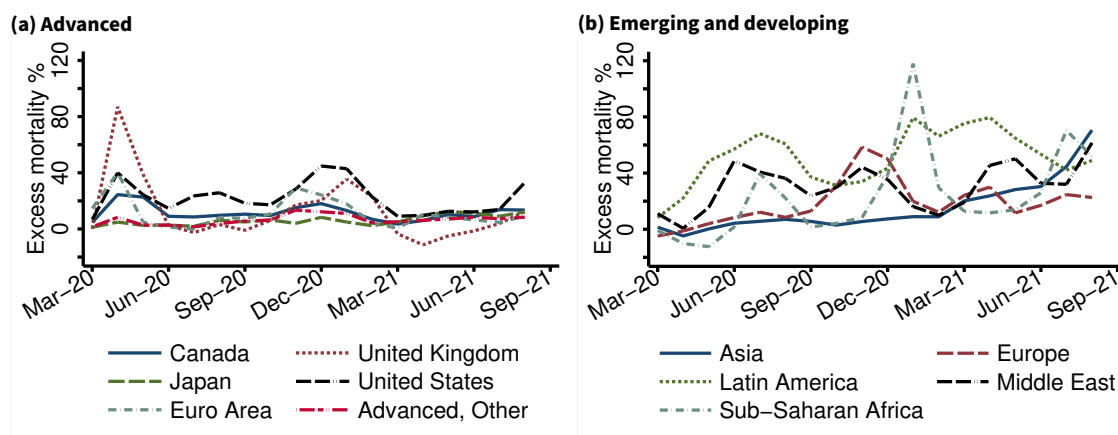 (a) Advanced
Excess mortality %
0 40 80 120
Mar−20 Jun−20 Sep−20 Dec−20 Mar−21 Jun−21 Sep−21
Canada United Kingdom
Japan United States
Euro Area Advanced, Other
(b) Emerging and developing
Excess mortality %
0 40 80 120
Mar−20 Jun−20 Sep−20 Dec−20 Mar−21 Jun−21 Sep−21
Asia Europe
Latin America Middle East
Sub−Saharan Africa